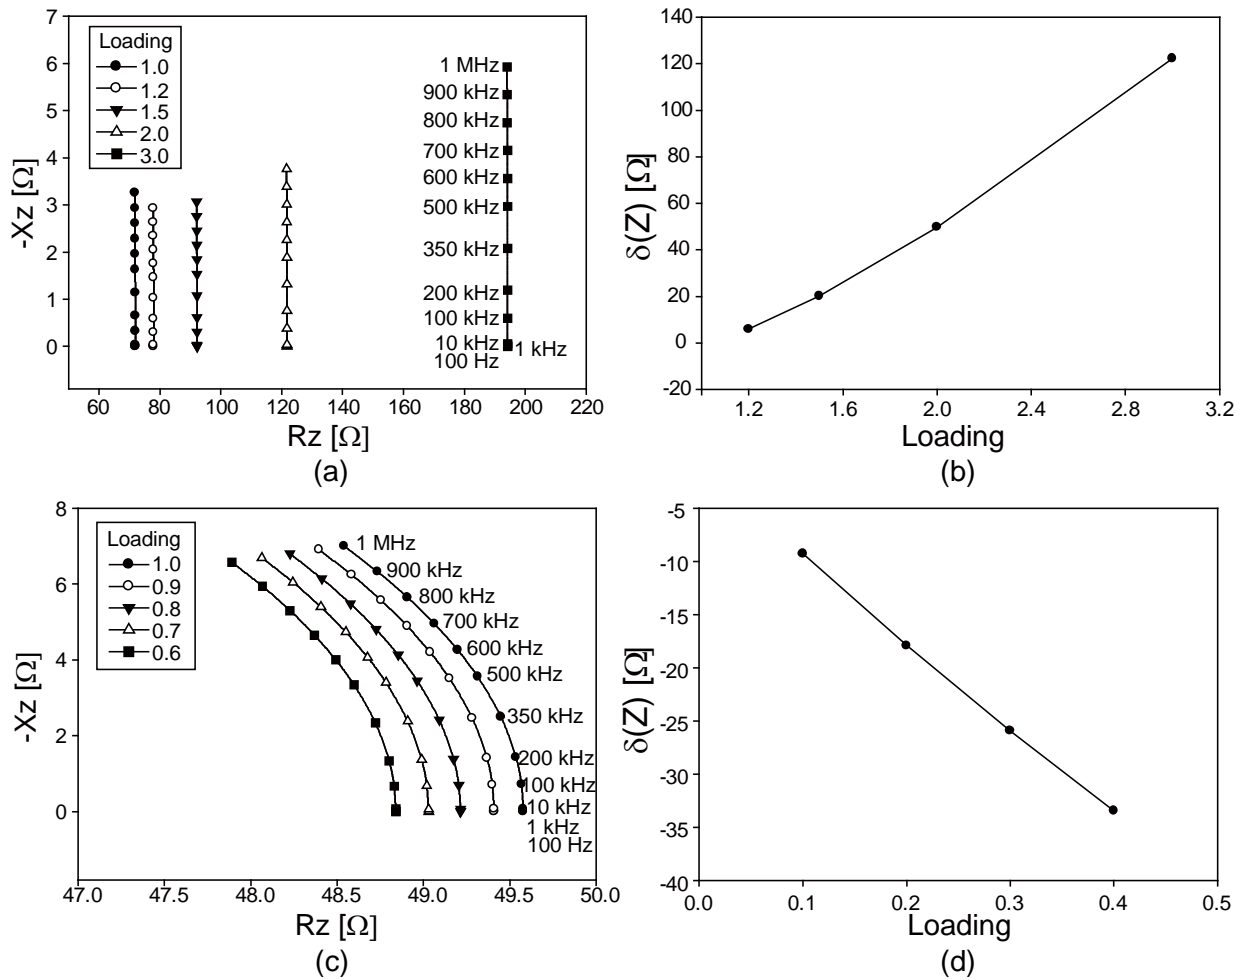 7
6
5
4
3
2
1
0
-Xz [Ω]
Loading
1.0
1.2
1.5
2.0
3.0
1 MHz
900 kHz
800 kHz
700 kHz
600 kHz
500 kHz
350 kHz
200 kHz
100 kHz
10 kHz
1 kHz
100 Hz
60 80 100 120 140 160 180 200 220
Rz [Ω]
(a)
140
120
100
80
60
40
20
0
-20
δ(Z) [Ω]
1.2 1.6 2.0 2.4 2.8 3.2
Loading
(b)
8
6
4
2
0
-Xz [Ω]
Loading
1.0
0.9
0.8
0.7
0.6
1 MHz
900 kHz
800 kHz
700 kHz
600 kHz
500 kHz
350 kHz
200 kHz
100 kHz
10 kHz
1 kHz
100 Hz
47.0 47.5 48.0 48.5 49.0 49.5 50.0
Rz [Ω]
(c)
-5
-10
-15
-20
-25
-30
-35
-40
δ(Z) [Ω]
0.0 0.1 0.2 0.3 0.4 0.5
Loading
(d)